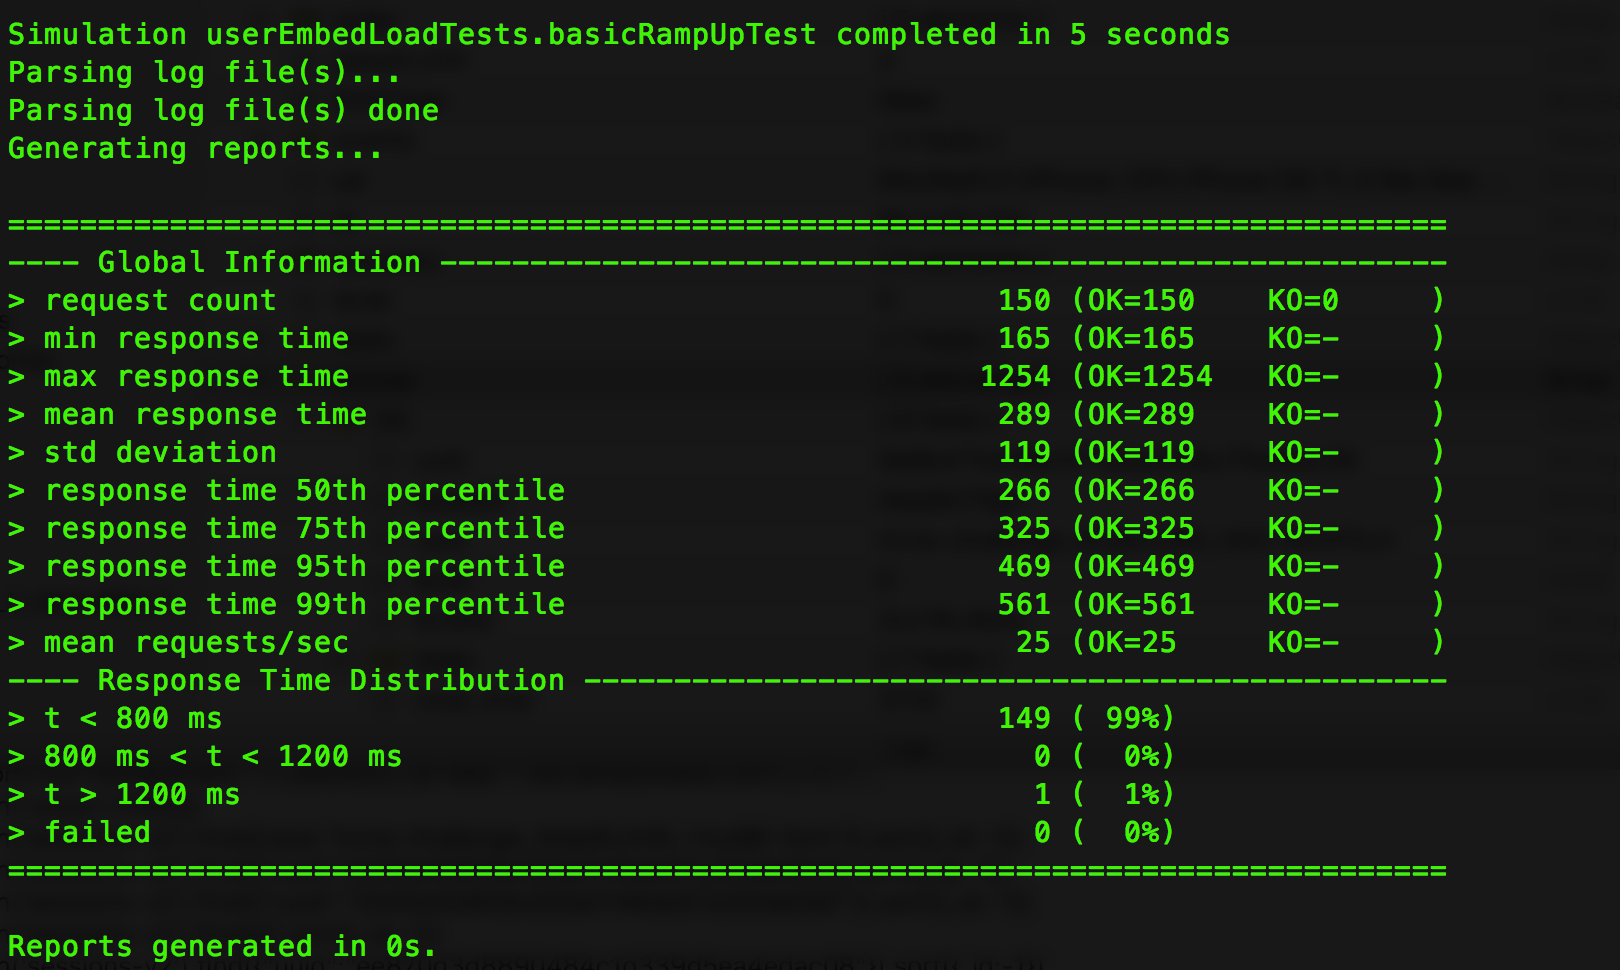 Simulation userEmbedLoadTests.basicRampUpTest completed in 5 seconds
Parsing log file(s)...
Parsing log file(s) done
Generating reports...
================================================================================
---- Global Information --------------------------------------------------------
> request count                                        150 (OK=150    KO=0     )
> min response time                                    165 (OK=165    KO=-     )
> max response time                                   1254 (OK=1254   KO=-     )
> mean response time                                   289 (OK=289    KO=-     )
> std deviation                                        119 (OK=119    KO=-     )
> response time 50th percentile                        266 (OK=266    KO=-     )
> response time 75th percentile                        325 (OK=325    KO=-     )
> response time 95th percentile                        469 (OK=469    KO=-     )
> response time 99th percentile                        561 (OK=561    KO=-     )
> mean requests/sec                                     25 (OK=25     KO=-     )
---- Response Time Distribution ------------------------------------------------
> t < 800 ms                                           149 ( 99%)
> 800 ms < t < 1200 ms                                   0 (  0%)
> t > 1200 ms                                            1 (  1%)
> failed                                                 0 (  0%)
================================================================================
Reports generated in 0s.